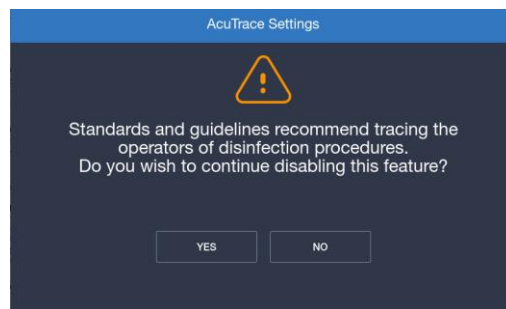 AcuTrace Settings
Standards and guidelines recommend tracing the
operators of disinfection procedures.
Do you wish to continue disabling this feature?
YES
NO